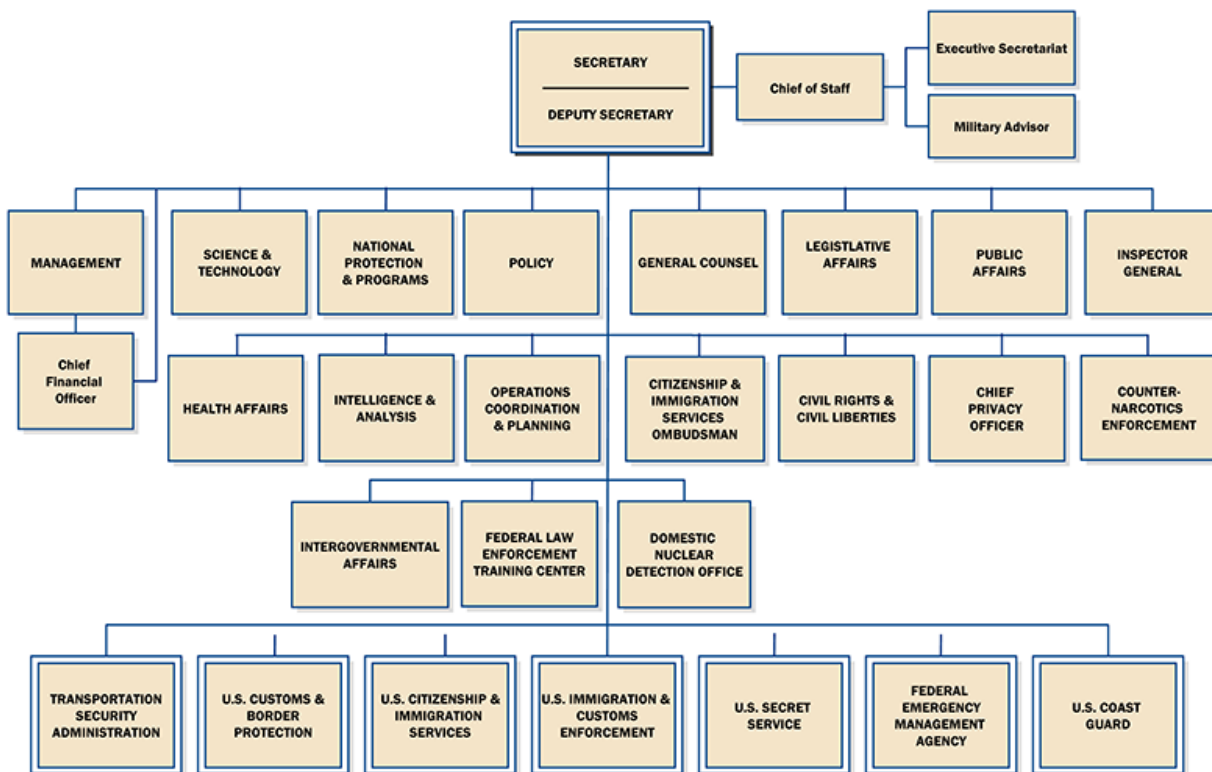 SECRETARY
DEPUTY SECRETARY
Chief of Staff
Executive Secretariat
Military Advisor
MANAGEMENT
SCIENCE &
TECHNOLOGY
NATIONAL
PROTECTION
& PROGRAMS
POLICY
GENERAL COUNSEL
LEGISTLATIVE
AFFAIRS
PUBLIC
AFFAIRS
INSPECTOR
GENERAL
Chief
Financial
Officer
HEALTH AFFAIRS
INTELLIGENCE &
ANALYSIS
OPERATIONS
COORDINATION
& PLANNING
CITIZENSHIP &
IMMIGRATION
SERVICES
OMBUDSMAN
CIVIL RIGHTS &
CIVIL LIBERTIES
CHIEF
PRIVACY
OFFICER
COUNTER-
NARCOTICS
ENFORCEMENT
INTERGOVERNMENTAL
AFFAIRS
FEDERAL LAW
ENFORCEMENT
TRAINING CENTER
DOMESTIC
NUCLEAR
DETECTION OFFICE
TRANSPORTATION
SECURITY
ADMINISTRATION
U.S. CUSTOMS &
BORDER
PROTECTION
U.S. CITIZENSHIP &
IMMIGRATION
SERVICES
U.S. IMMIGRATION &
CUSTOMS
ENFORCEMENT
U.S. SECRET
SERVICE
FEDERAL
EMERGENCY
MANAGEMENT
AGENCY
U.S. COAST
GUARD